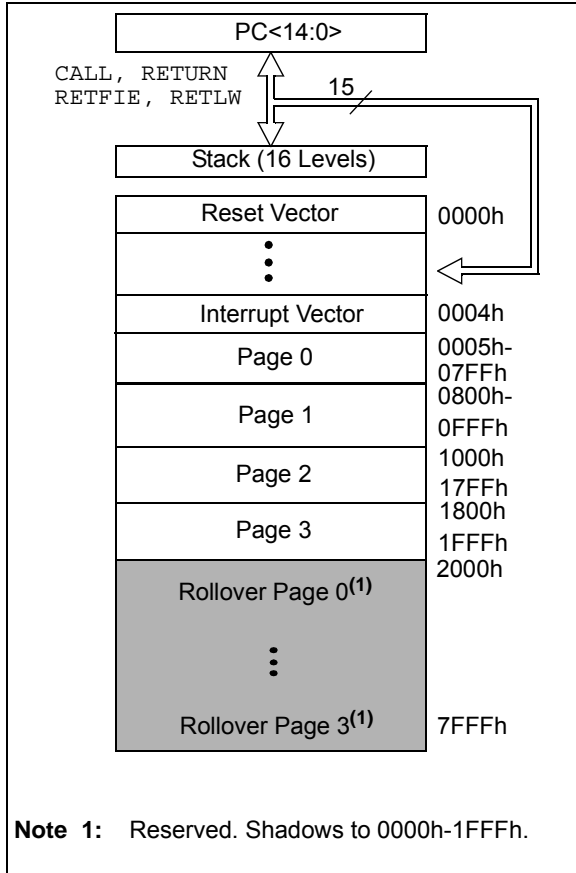 PC<14:0>
CALL, RETURN
RETFIE, RETLW
15
Stack (16 Levels)
Reset Vector
0000h
Interrupt Vector
0004h
Page 0
0005h-
07FFh
Page 1
0800h-
0FFFh
Page 2
1000h
17FFh
Page 3
1800h
1FFFh
Rollover Page 0(1)
2000h
Rollover Page 3(1)
7FFFh
Note 1: Reserved. Shadows to 0000h-1FFFh.